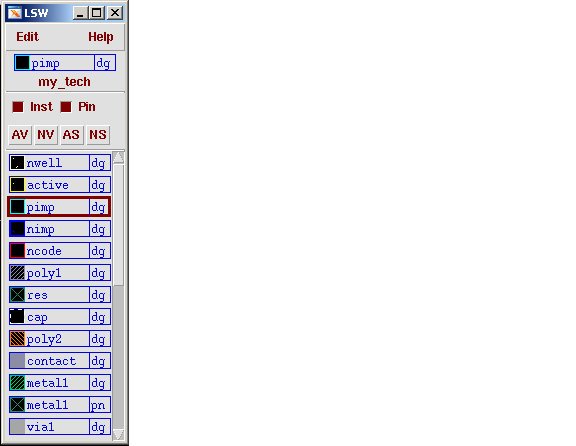 LSW
Edit Help
pimp dg
my_tech
Inst Pin
AV NV AS NS
nwell dg
active dg
pimp dg
nimp dg
ncode dg
poly1 dg
res dg
cap dg
poly2 dg
contact dg
metal1 dg
metal1 pn
via1 dg